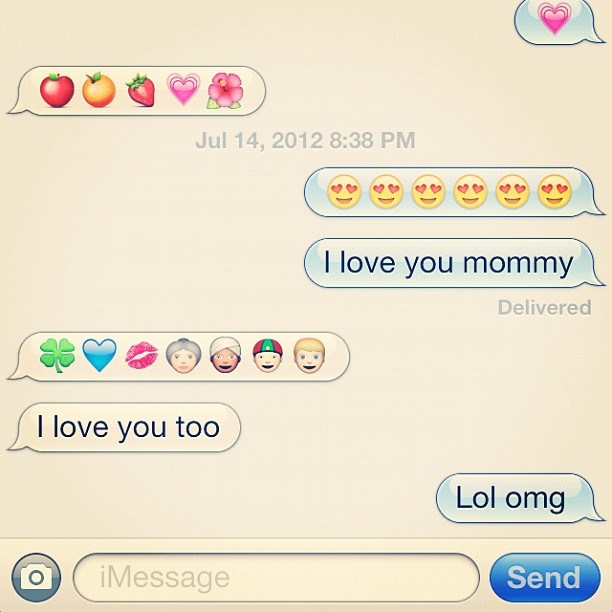 Jul 14, 2012 8:38 PM
I love you mommy
Delivered
I love you too
Lol omg
iMessage
Send